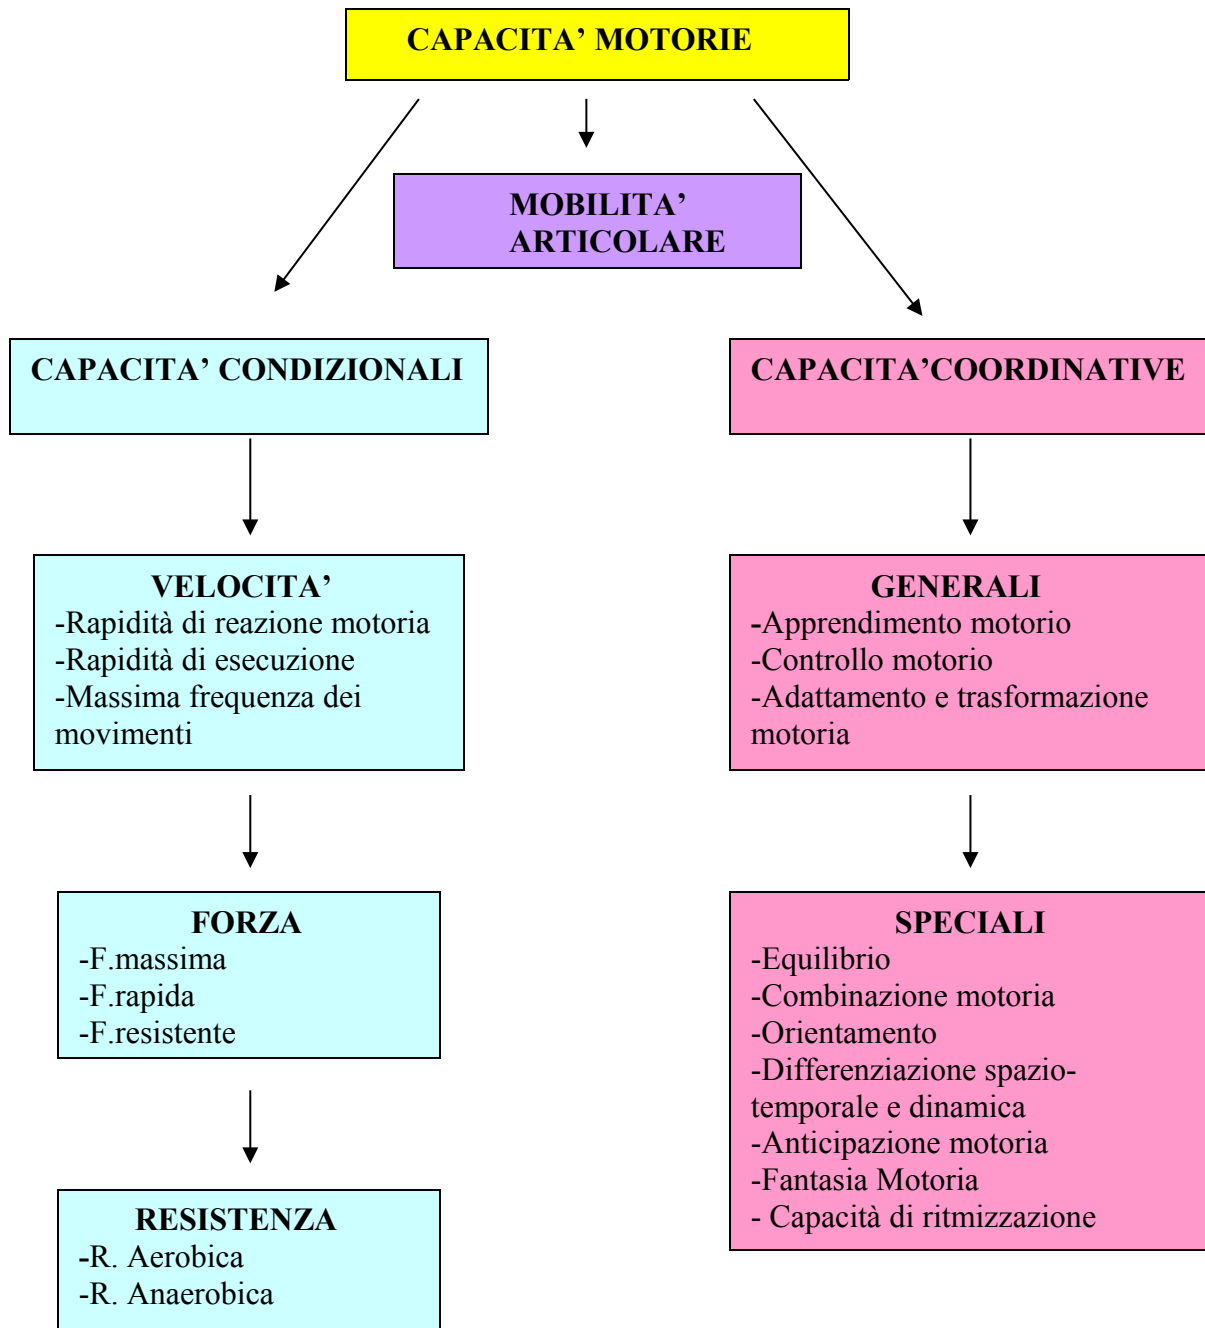 CAPACITA’ MOTORIE
MOBILITA’
ARTICOLARE
CAPACITA’ CONDIZIONALI
VELOCITA’
-Rapidità di reazione motoria
-Rapidità di esecuzione
-Massima frequenza dei
movimenti
FORZA
-F.massima
-F.rapida
-F.resistente
RESISTENZA
-R. Aerobica
-R. Anaerobica
CAPACITA’COORDINATIVE
GENERALI
-Apprendimento motorio
-Controllo motorio
-Adattamento e trasformazione
motoria
SPECIALI
-Equilibrio
-Combinazione motoria
-Orientamento
-Differenziazione spazio-
temporale e dinamica
-Anticipazione motoria
-Fantasia Motoria
- Capacità di ritmizzazione